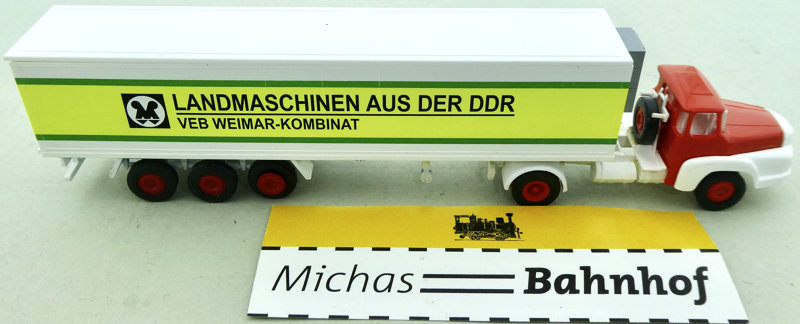 LANDMASCHINEN AUS DER DDR
VEB WEIMAR-KOMBINAT
Michas Bahnhof